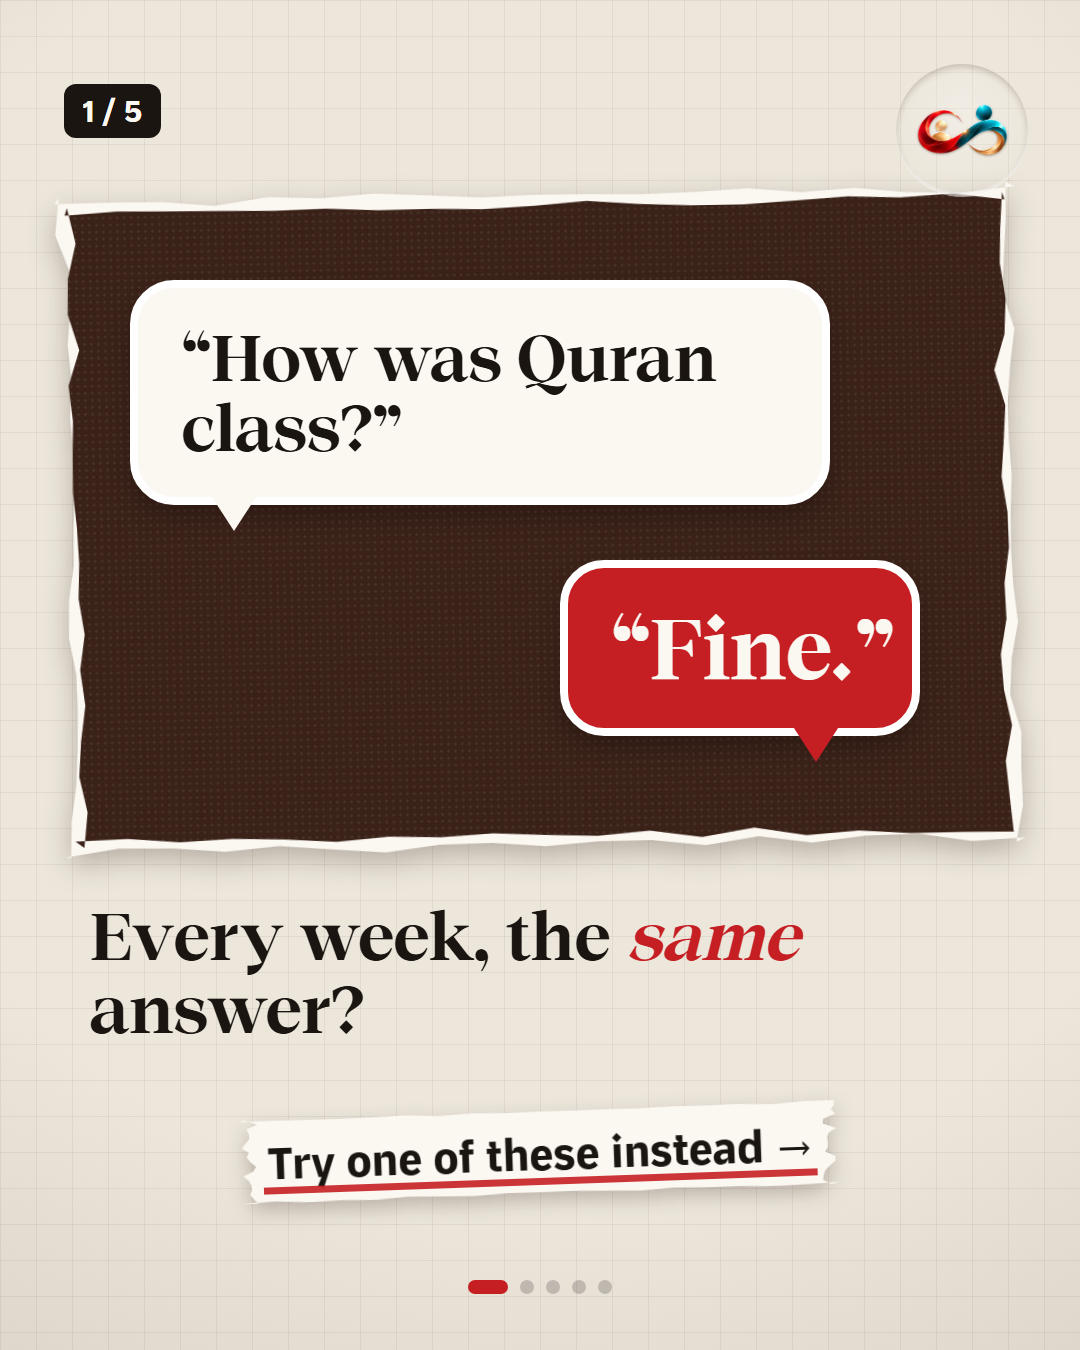 1 / 5
“How was Quran
class?”
“Fine.”
Every week, the same
answer?
Try one of these instead →